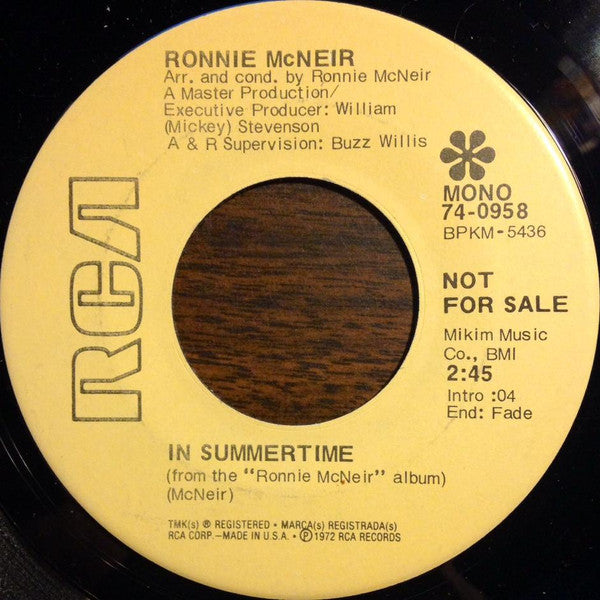 RONNIE McNEIR
Arr. and cond. by Ronnie McNeir
A Master Production/
Executive Producer: William
(Mickey) Stevenson
A & R Supervision: Buzz Willis
RCA
MONO
74-0958
BPKM-5436
NOT
FOR SALE
Mikim Music
Co., BMI
2:45
Intro :04
End: Fade
IN SUMMERTIME
(from the "Ronnie McNeir" album)
(McNeir)
TMK(s) ® REGISTERED • MARCA(s) REGISTRADA(s)
RCA CORP.—MADE IN U.S.A. • ℗ 1972 RCA RECORDS